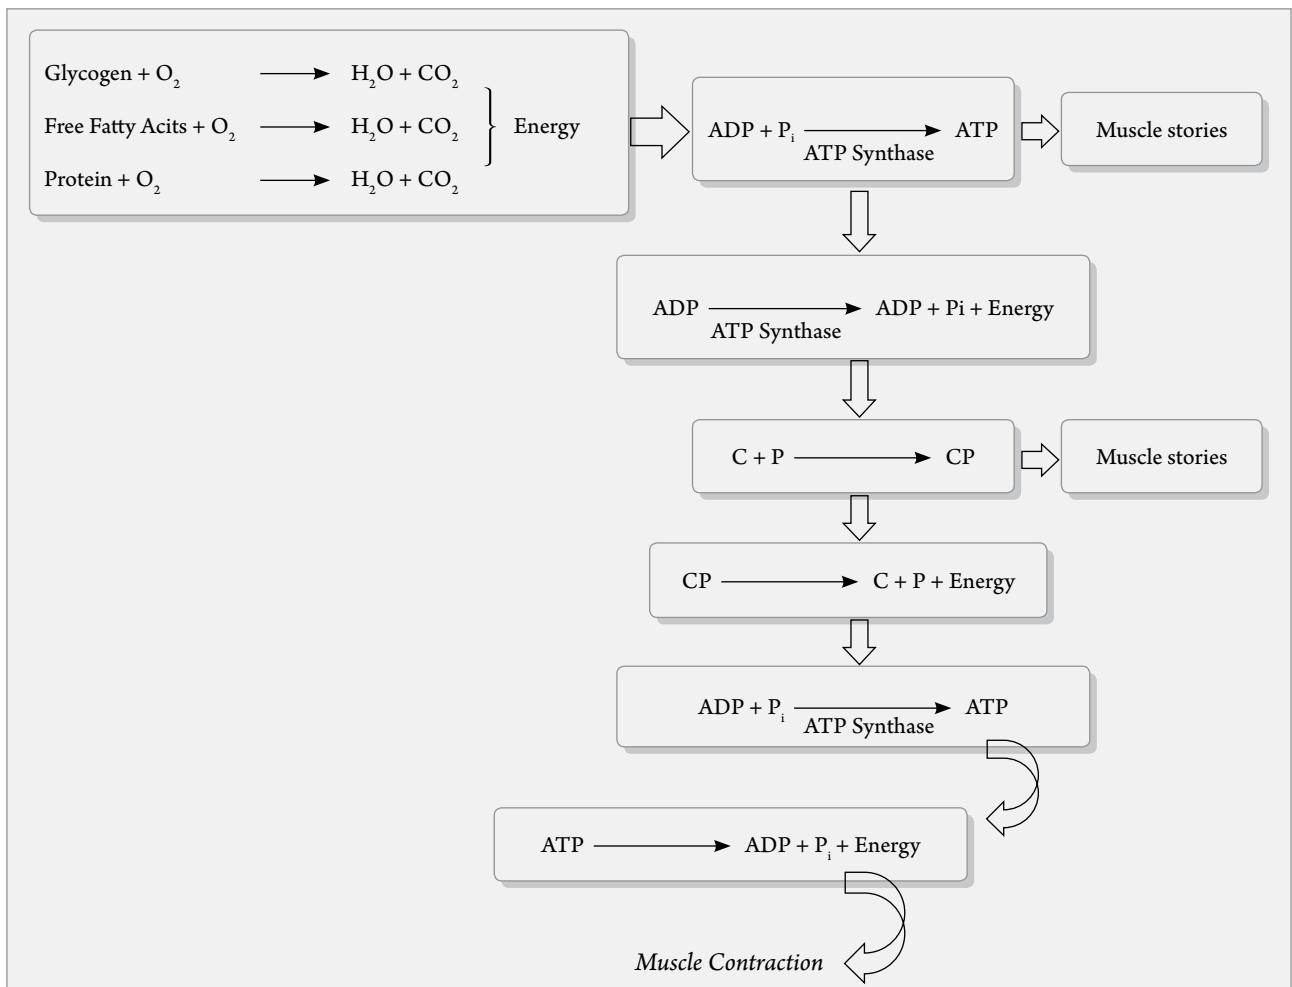 Glycogen + O₂ → H₂O + CO₂
Free Fatty Acits + O₂ → H₂O + CO₂
Protein + O₂ → H₂O + CO₂
Energy
ADP + Pᵢ → ATP
ATP Synthase
Muscle stories
ADP → ADP + Pi + Energy
ATP Synthase
C + P → CP
Muscle stories
CP → C + P + Energy
ADP + Pᵢ → ATP
ATP Synthase
ATP → ADP + Pᵢ + Energy
Muscle Contraction